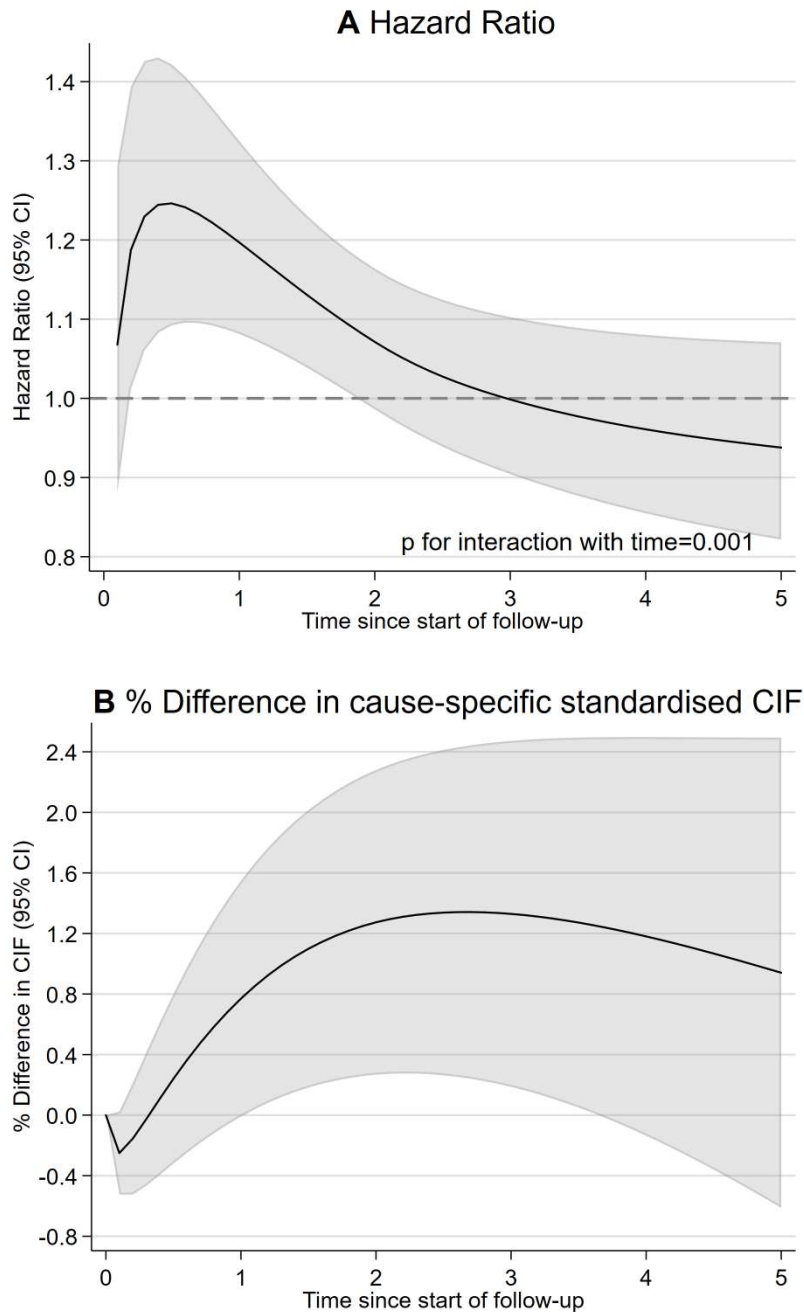 A Hazard Ratio
Hazard Ratio (95% CI)
1.4
1.3
1.2
1.1
1.0
0.9
0.8
p for interaction with time=0.001
0 1 2 3 4 5
Time since start of follow-up
B % Difference in cause-specific standardised CIF
% Difference in CIF (95% CI)
2.4
2.0
1.6
1.2
0.8
0.4
0.0
-0.4
-0.8
0 1 2 3 4 5
Time since start of follow-up